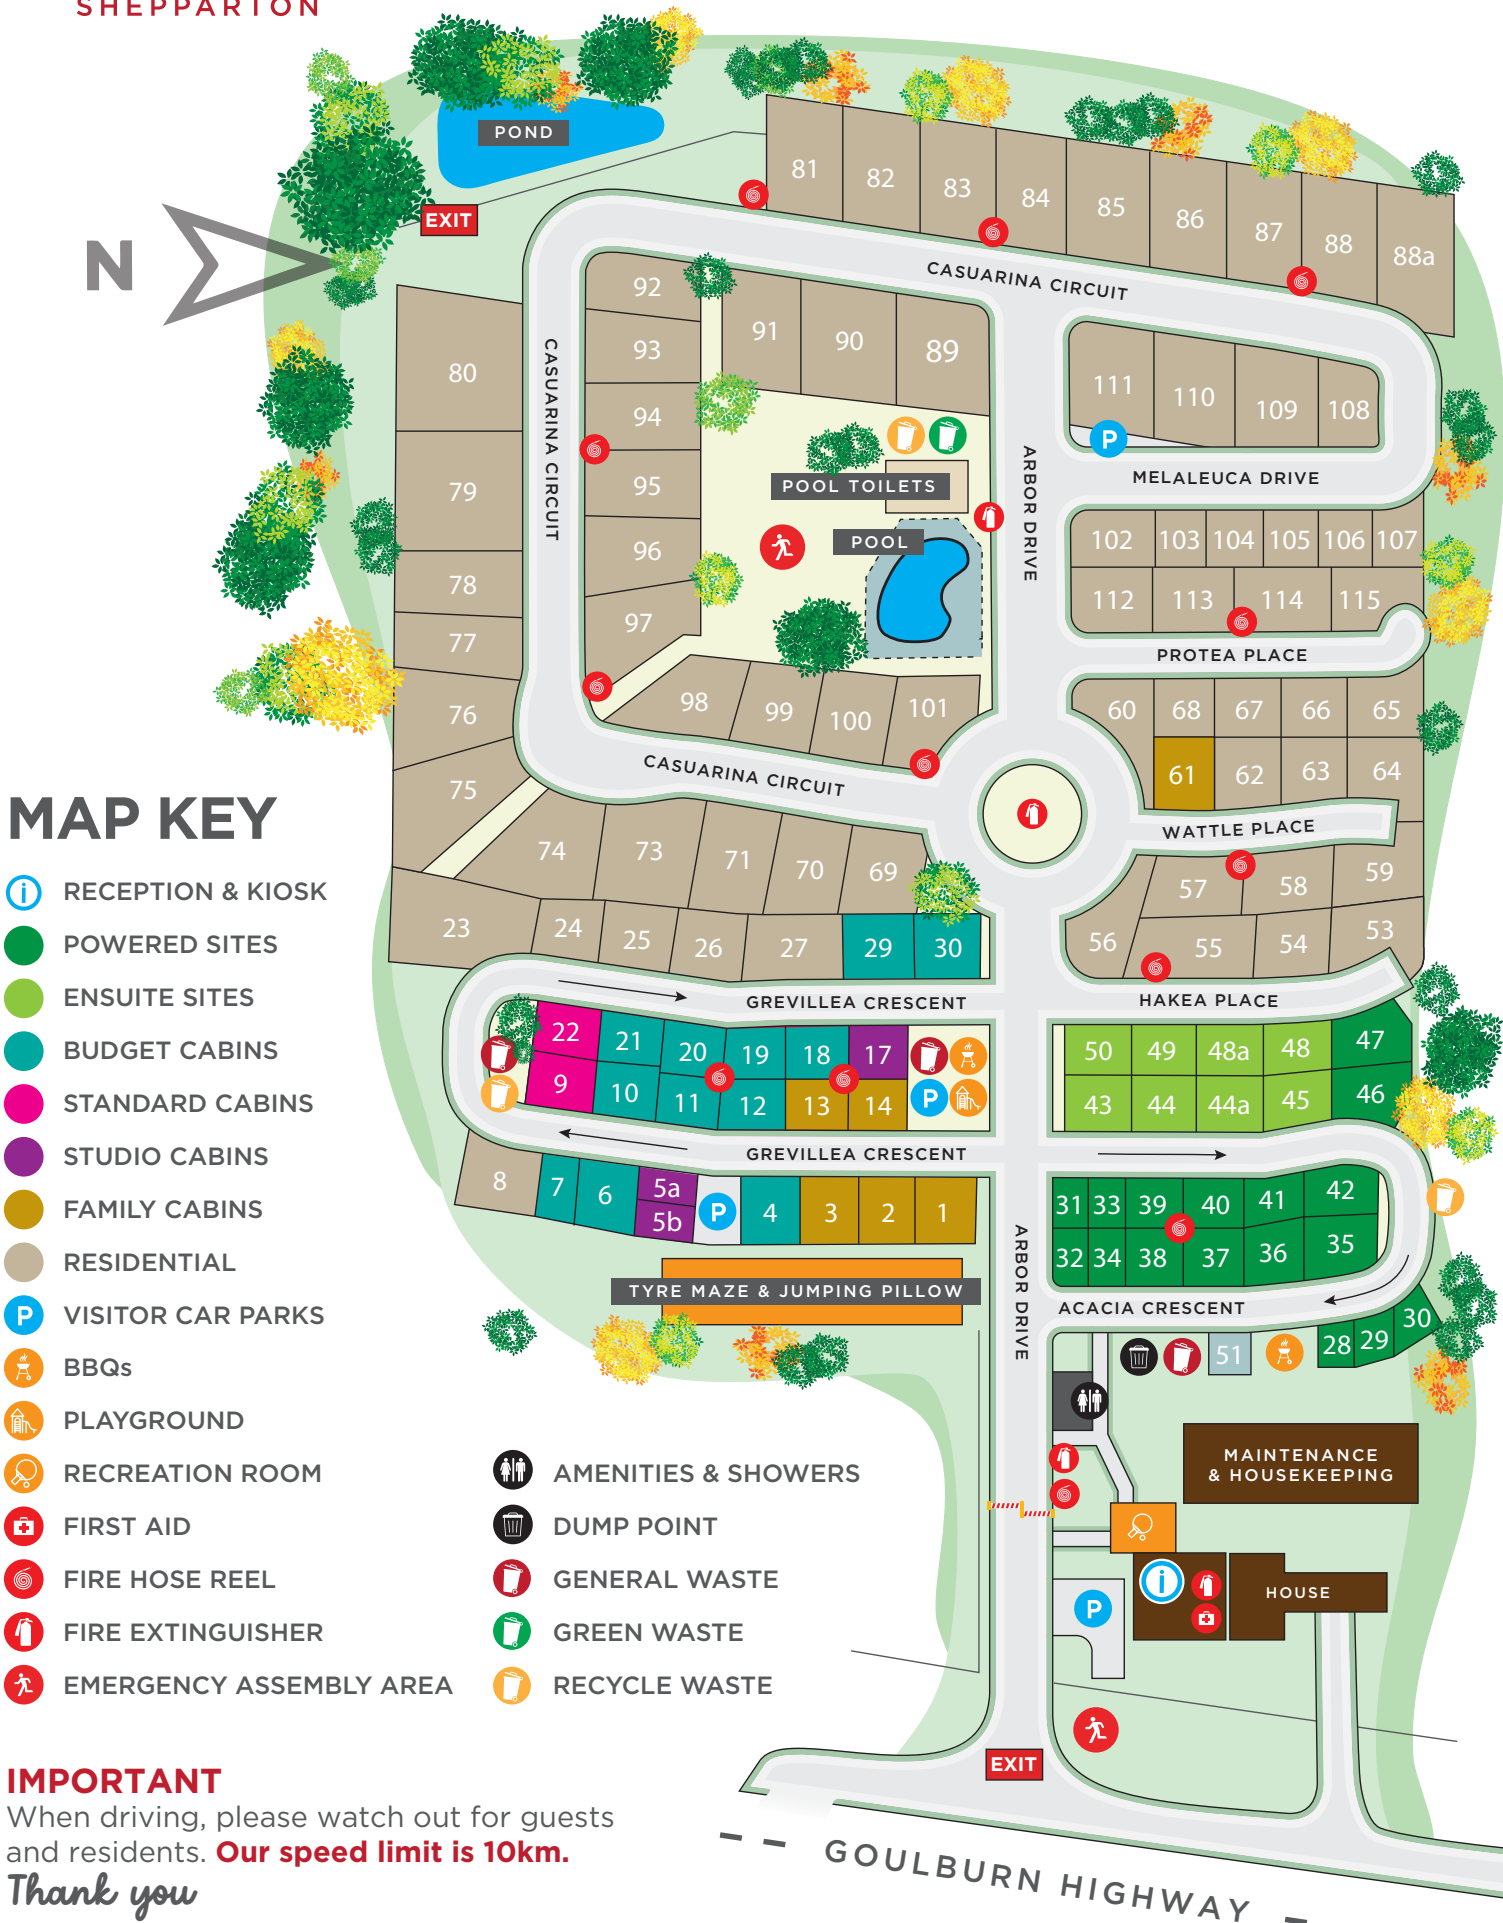 SHEPPARTON
POND
EXIT
N
81
82
83
84
85
86
87
88
88a
CASUARINA CIRCUIT
92
93
94
95
96
97
91
90
89
CASUARINA CIRCUIT
80
79
78
77
76
75
111
110
109
108
P
MELALEUCA DRIVE
ARBOR DRIVE
POOL TOILETS
POOL
102
103
104
105
106
107
112
113
114
115
PROTEA PLACE
98
99
100
101
60
68
67
66
65
61
62
63
64
CASUARINA CIRCUIT
WATTLE PLACE
74
73
71
70
69
57
58
59
23
24
25
26
27
29
30
56
55
54
53
GREVILLEA CRESCENT
HAKEA PLACE
22
21
20
19
18
17
9
10
11
12
13
14
P
50
49
48a
48
47
43
44
44a
45
46
GREVILLEA CRESCENT
8
7
6
5a
5b
P
4
3
2
1
31
33
39
40
41
42
32
34
38
37
36
35
TYRE MAZE & JUMPING PILLOW
ARBOR DRIVE
ACACIA CRESCENT
51
28
29
30
MAINTENANCE
& HOUSEKEEPING
i
HOUSE
P
EXIT
GOULBURN HIGHWAY
MAP KEY
i RECEPTION & KIOSK
POWERED SITES
ENSUITE SITES
BUDGET CABINS
STANDARD CABINS
STUDIO CABINS
FAMILY CABINS
RESIDENTIAL
P VISITOR CAR PARKS
BBQs
PLAYGROUND
RECREATION ROOM
FIRST AID
FIRE HOSE REEL
FIRE EXTINGUISHER
EMERGENCY ASSEMBLY AREA
AMENITIES & SHOWERS
DUMP POINT
GENERAL WASTE
GREEN WASTE
RECYCLE WASTE
IMPORTANT
When driving, please watch out for guests
and residents. Our speed limit is 10km.
Thank you